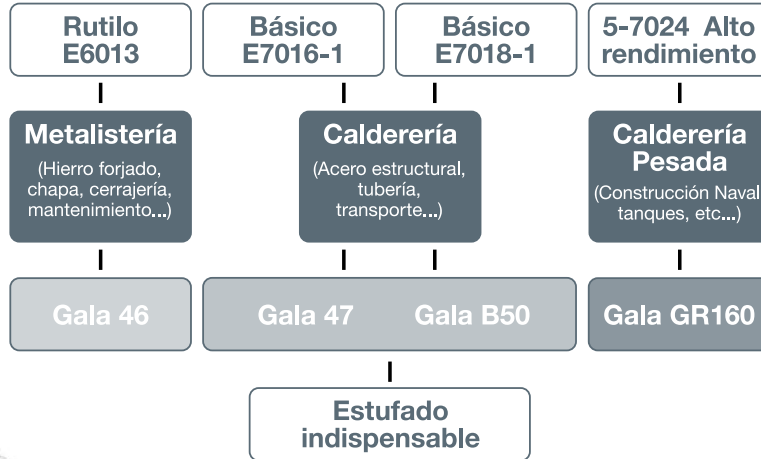 Rutilo
E6013
Básico
E7016-1
Básico
E7018-1
5-7024 Alto
rendimiento
Metalistería
(Hierro forjado,
chapa, cerrajería,
mantenimiento...)
Calderería
(Acero estructural,
tubería,
transporte...)
Calderería
Pesada
(Construcción Naval
tanques, etc...)
Gala 46
Gala 47
Gala B50
Gala GR160
Estufado
indispensable